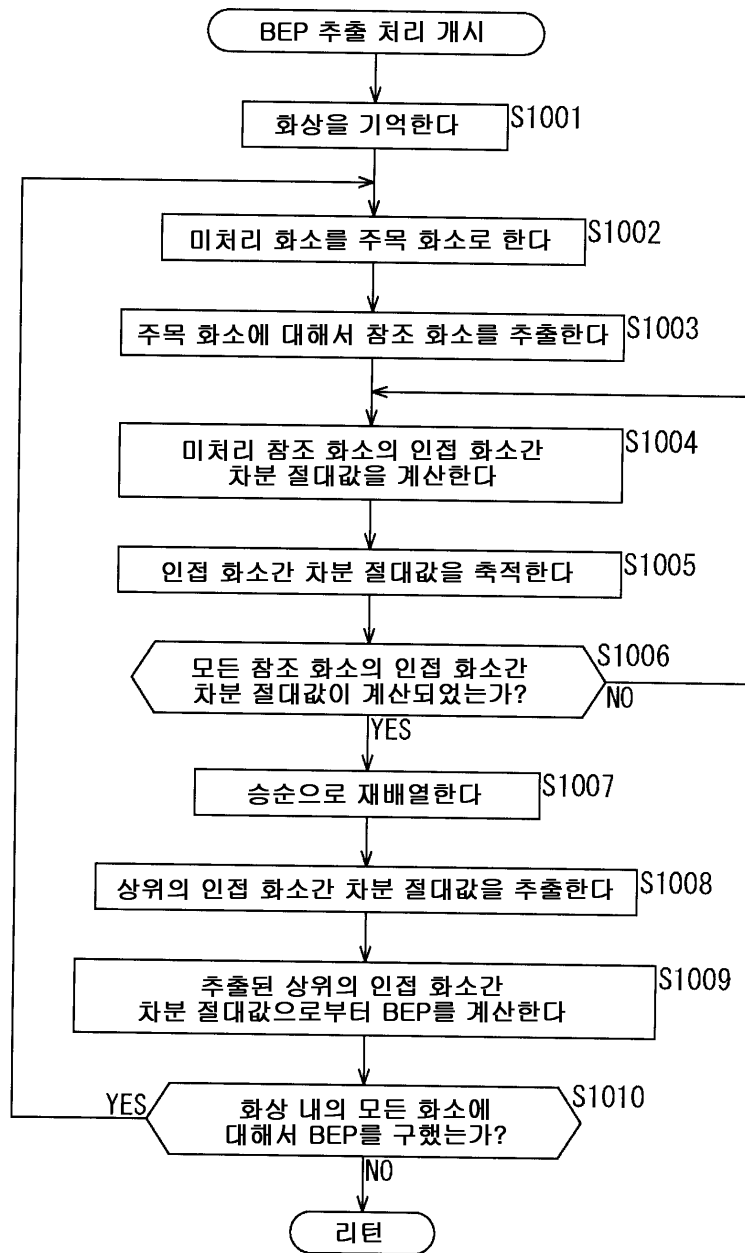 BEP 추출 처리 개시
화상을 기억한다
S1001
미처리 화소를 주목 화소로 한다
S1002
주목 화소에 대해서 참조 화소를 추출한다
S1003
미처리 참조 화소의 인접 화소간
차분 절대값을 계산한다
S1004
인접 화소간 차분 절대값을 축적한다
S1005
모든 참조 화소의 인접 화소간
차분 절대값이 계산되었는가?
S1006
NO
YES
승순으로 재배열한다
S1007
상위의 인접 화소간 차분 절대값을 추출한다
S1008
추출된 상위의 인접 화소간
차분 절대값으로부터 BEP를 계산한다
S1009
YES
화상 내의 모든 화소에
대해서 BEP를 구했는가?
S1010
NO
리턴